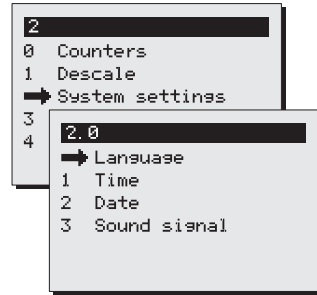 2
0 Counters
1 Descale
System settings
3
4
2.0
Language
1 Time
2 Date
3 Sound signal